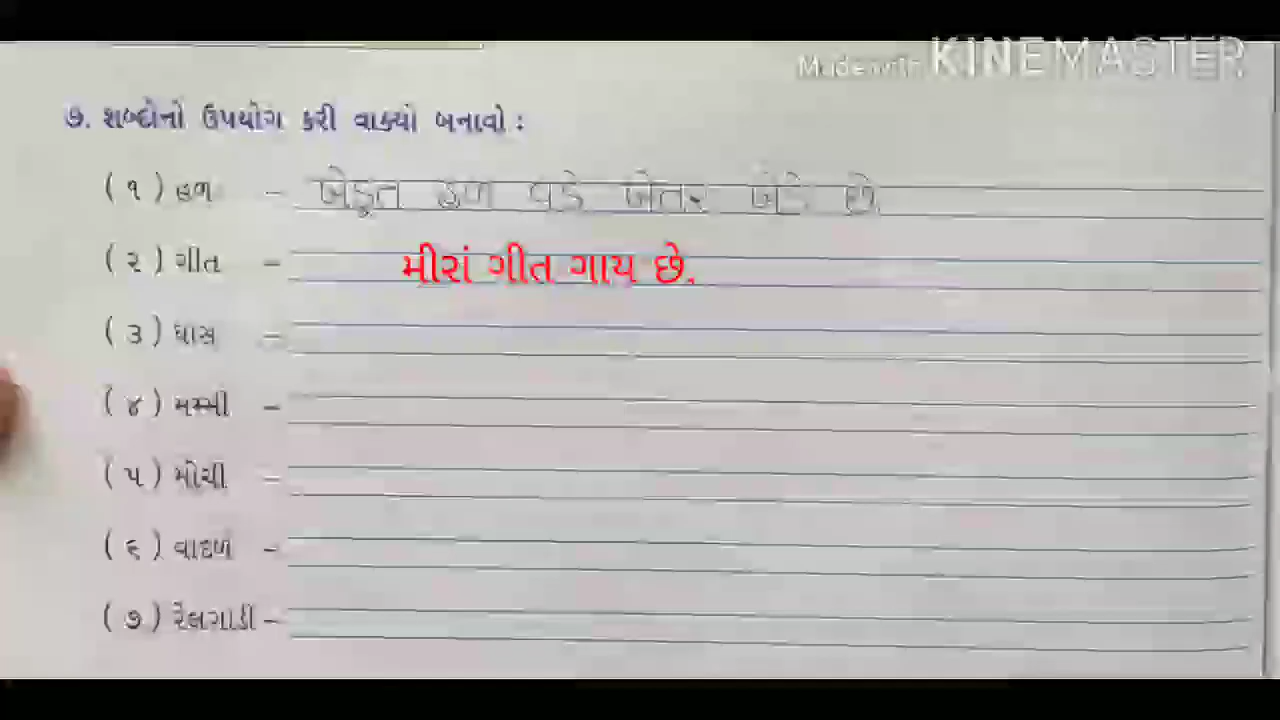 Made with KINEMASTER
૭. શબ્દોનો ઉપયોગ કરી વાક્યો બનાવો :
( ૧ ) હળ – ખેડૂત હળ વડે ખેતર ખેડે છે.
( ૨ ) ગીત – મીરાં ગીત ગાય છે.
( ૩ ) ઘાસ –
( ૪ ) મમ્મી –
( ૫ ) મોચી –
( ૬ ) વાદળ –
( ૭ ) રેલગાડી –